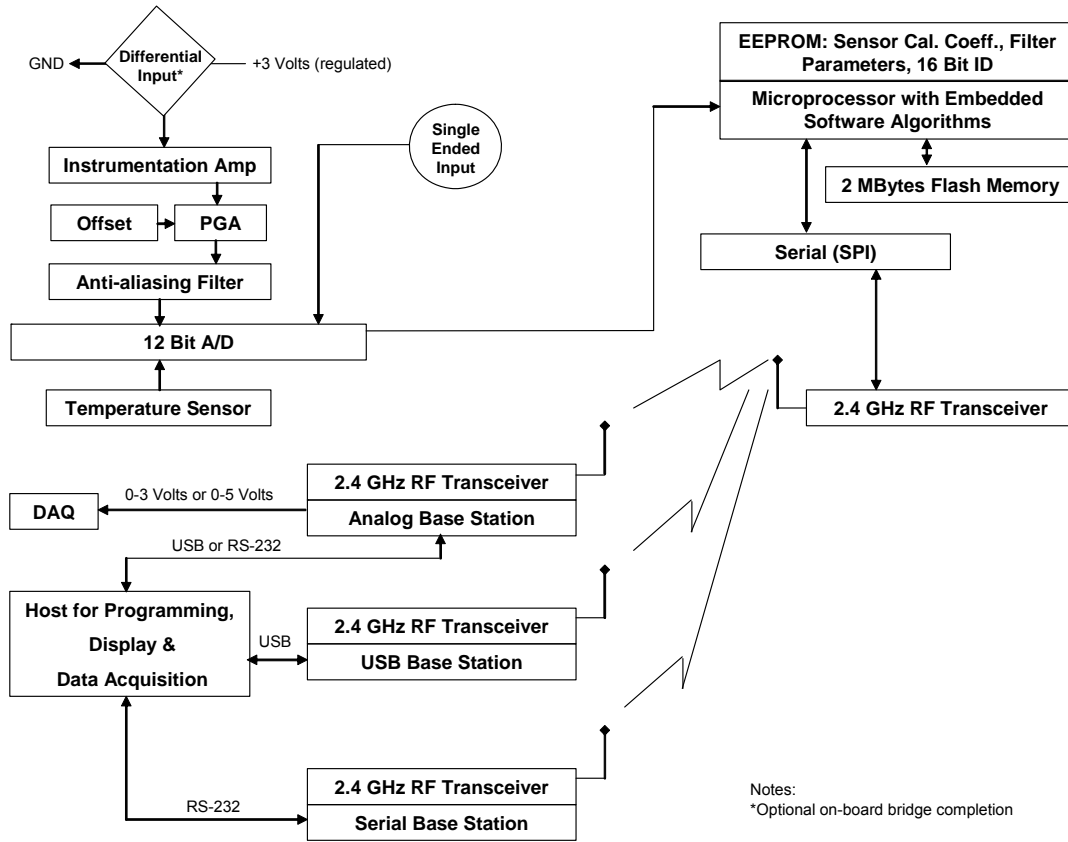 Differential
Input*
GND
+3 Volts (regulated)
Instrumentation Amp
Offset
PGA
Anti-aliasing Filter
12 Bit A/D
Temperature Sensor
Single
Ended
Input
EEPROM: Sensor Cal. Coeff., Filter
Parameters, 16 Bit ID
Microprocessor with Embedded
Software Algorithms
2 MBytes Flash Memory
Serial (SPI)
2.4 GHz RF Transceiver
2.4 GHz RF Transceiver
Analog Base Station
0-3 Volts or 0-5 Volts
DAQ
USB or RS-232
Host for Programming,
Display &
Data Acquisition
USB
2.4 GHz RF Transceiver
USB Base Station
RS-232
2.4 GHz RF Transceiver
Serial Base Station
Notes:
*Optional on-board bridge completion